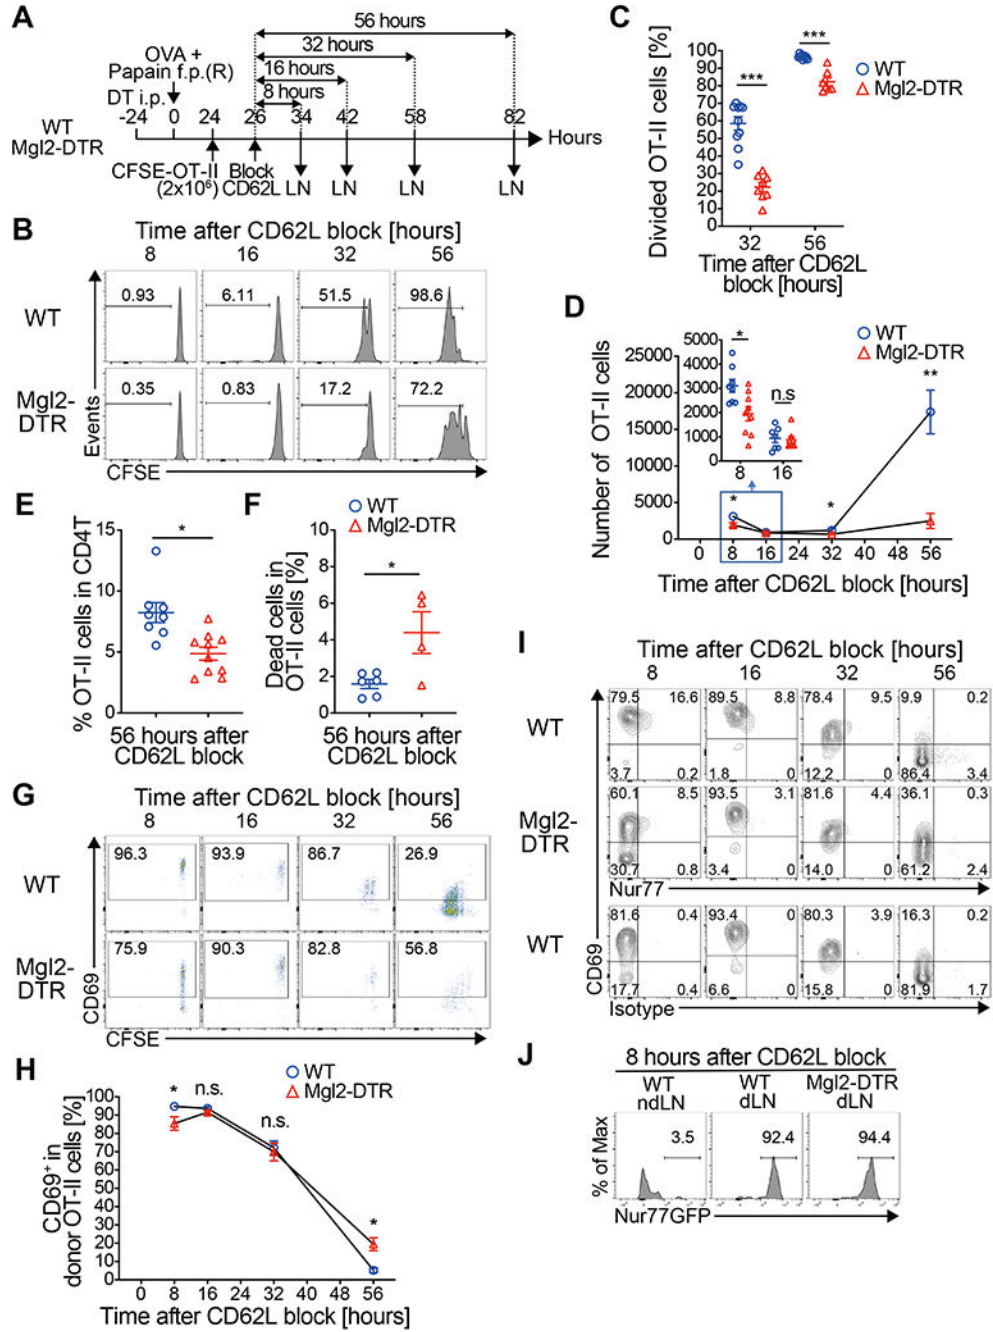 A
56 hours
32 hours
16 hours
8 hours
OVA +
Papain f.p.(R)
DT i.p.
-24 0 24 26 34 42 58 82
WT
Mgl2-DTR
Hours
CFSE-OT-II
(2x10⁶)
Block
CD62L
LN LN LN LN
B
Time after CD62L block [hours]
8 16 32 56
WT
0.93 6.11 51.5 98.6
Mgl2-
DTR
0.35 0.83 17.2 72.2
Events
CFSE
C
Divided OT-II cells [%]
100
90
80
70
60
50
40
30
20
10
0
***
***
WT
Mgl2-DTR
32 56
Time after CD62L
block [hours]
D
Number of OT-II cells
25000
20000
15000
10000
5000
0
5000
4000
3000
2000
1000
0
*
n.s
8 16
WT
Mgl2-DTR
*
*
**
0 8 16 24 32 40 48 56
Time after CD62L block [hours]
E
% OT-II cells in CD4T
15
10
5
0
*
56 hours after
CD62L block
F
WT
Mgl2-DTR
Dead cells in
OT-II cells [%]
10
8
6
4
2
0
*
56 hours after
CD62L block
G
Time after CD62L block [hours]
8 16 32 56
WT
96.3 93.9 86.7 26.9
Mgl2-
DTR
75.9 90.3 82.8 56.8
CD69
CFSE
H
CD69⁺ in
donor OT-II cells [%]
100
90
80
70
60
50
40
30
20
10
0
WT
Mgl2-DTR
* n.s. n.s. *
0 8 16 24 32 40 48 56
Time after CD62L block [hours]
I
Time after CD62L block [hours]
8 16 32 56
WT
79.5 16.6 89.5 8.8 78.4 9.5 9.9 0.2
3.7 0.2 1.8 0 12.2 0 86.4 3.4
Mgl2-
DTR
60.1 8.5 93.5 3.1 81.6 4.4 36.1 0.3
30.7 0.8 3.4 0 14.0 0 61.2 2.4
Nur77
WT
81.6 0.4 93.4 0 80.3 3.9 16.3 0.2
17.7 0.4 6.6 0 15.8 0 81.9 1.7
CD69
Isotype
J
8 hours after CD62L block
WT
ndLN
WT
dLN
Mgl2-DTR
dLN
3.5 92.4 94.4
% of Max
Nur77GFP